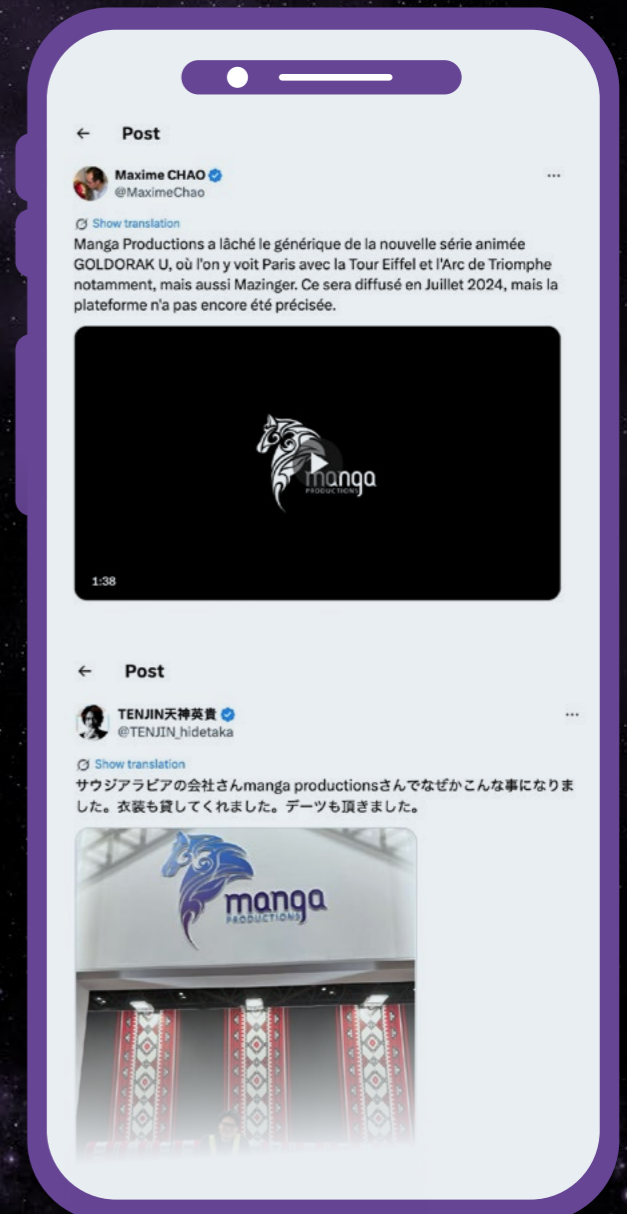 Post
Maxime CHAO
@MaximeChao
Show translation
Manga Productions a lâché le générique de la nouvelle série animée
GOLDORAK U, où l'on y voit Paris avec la Tour Eiffel et l'Arc de Triomphe
notamment, mais aussi Mazinger. Ce sera diffusé en Juillet 2024, mais la
plateforme n'a pas encore été précisée.
manga
PRODUCTIONS
1:38
Post
TENJIN天神英貴
@TENJIN_hidetaka
Show translation
サウジアラビアの会社さんmanga productionsさんでなぜかこんな事になりま
した。衣装も貸してくれました。デーツも頂きました。
manga
PRODUCTIONS